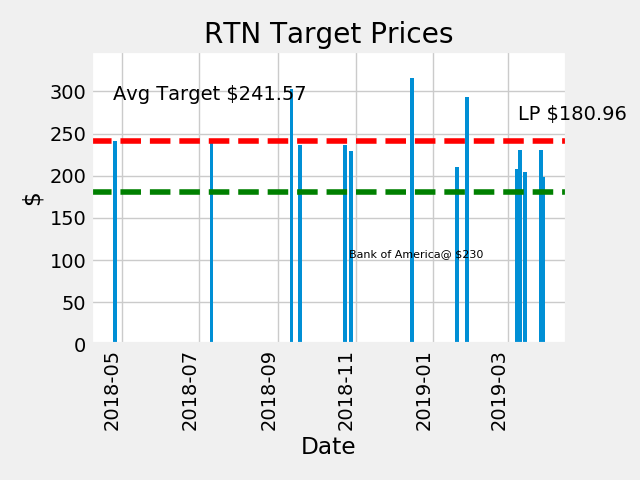 RTN Target Prices
Avg Target $241.57
LP $180.96
Bank of America@ $230
$
300
250
200
150
100
50
0
2018-05
2018-07
2018-09
2018-11
2019-01
2019-03
Date